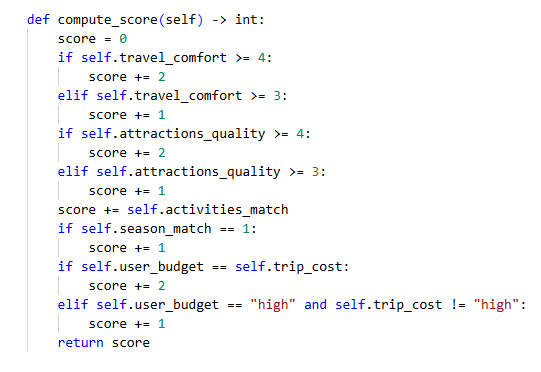 def compute_score(self) -> int:
    score = 0
    if self.travel_comfort >= 4:
        score += 2
    elif self.travel_comfort >= 3:
        score += 1
    if self.attractions_quality >= 4:
        score += 2
    elif self.attractions_quality >= 3:
        score += 1
    score += self.activities_match
    if self.season_match == 1:
        score += 1
    if self.user_budget == self.trip_cost:
        score += 2
    elif self.user_budget == "high" and self.trip_cost != "high":
        score += 1
    return score